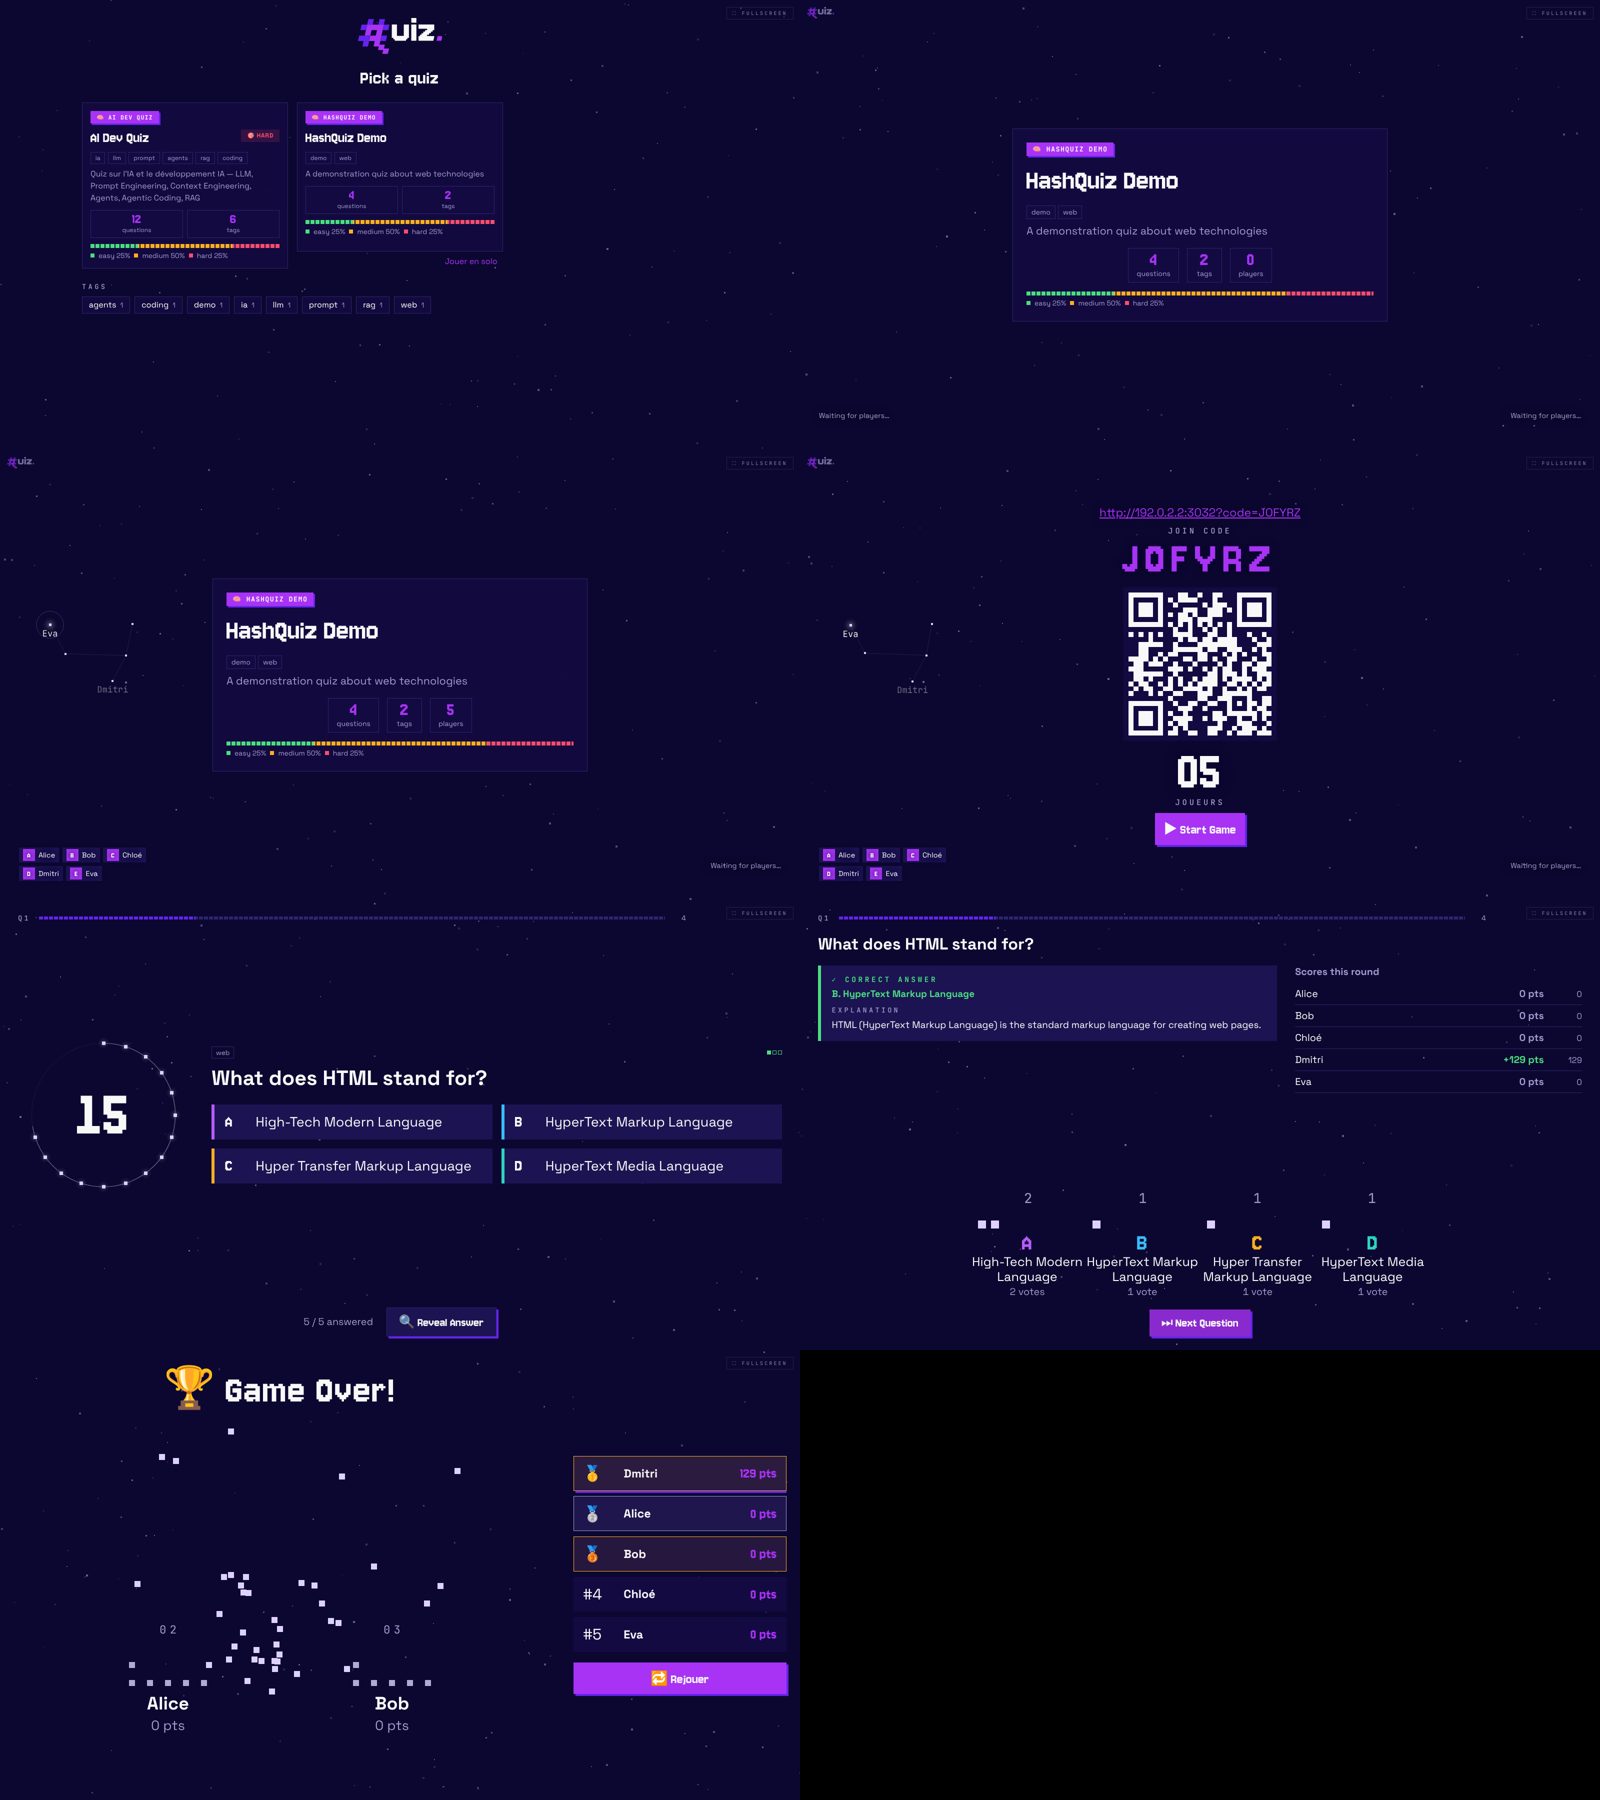 #uiz.
FULLSCREEN
Pick a quiz
AI DEV QUIZ
AI Dev Quiz
HARD
ia llm prompt agents rag coding
Quiz sur l'IA et le développement IA — LLM,
Prompt Engineering, Context Engineering,
Agents, Agentic Coding, RAG
12 6
questions tags
easy 25% medium 50% hard 25%
HASHQUIZ DEMO
HashQuiz Demo
demo web
A demonstration quiz about web technologies
4 2
questions tags
easy 25% medium 50% hard 25%
Jouer en solo
TAGS
agents 1 coding 1 demo 1 ia 1 llm 1 prompt 1 rag 1 web 1
#uiz.
FULLSCREEN
HASHQUIZ DEMO
HashQuiz Demo
demo web
A demonstration quiz about web technologies
4 2 0
questions tags players
easy 25% medium 50% hard 25%
Waiting for players…
Waiting for players…
#uiz.
FULLSCREEN
Eva
Dmitri
HASHQUIZ DEMO
HashQuiz Demo
demo web
A demonstration quiz about web technologies
4 2 5
questions tags players
easy 25% medium 50% hard 25%
A Alice B Bob C Chloé
D Dmitri E Eva
Waiting for players…
#uiz.
FULLSCREEN
http://192.0.2.2:3032?code=JOFYRZ
JOIN CODE
JOFYRZ
Eva
Dmitri
05
JOUEURS
Start Game
A Alice B Bob C Chloé
D Dmitri E Eva
Waiting for players…
Q1 4
FULLSCREEN
15
web
What does HTML stand for?
A High-Tech Modern Language
B HyperText Markup Language
C Hyper Transfer Markup Language
D HyperText Media Language
5 / 5 answered
Reveal Answer
Q1 4
FULLSCREEN
What does HTML stand for?
✓ CORRECT ANSWER
B. HyperText Markup Language
EXPLANATION
HTML (HyperText Markup Language) is the standard markup language for creating web pages.
Scores this round
Alice 0 pts 0
Bob 0 pts 0
Chloé 0 pts 0
Dmitri +129 pts 129
Eva 0 pts 0
2 1 1 1
A B C D
High-Tech Modern Language
2 votes
HyperText Markup Language
1 vote
Hyper Transfer Markup Language
1 vote
HyperText Media Language
1 vote
Next Question
FULLSCREEN
Game Over!
02
Alice
0 pts
03
Bob
0 pts
Dmitri 129 pts
Alice 0 pts
Bob 0 pts
#4 Chloé 0 pts
#5 Eva 0 pts
Rejouer